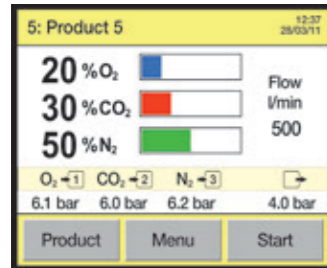 5: Product 5 12:37
28/03/11
20 %O₂
30 %CO₂
50 %N₂
Flow
l/min
500
O₂ 1 CO₂ 2 N₂ 3
6.1 bar 6.0 bar 6.2 bar 4.0 bar
Product Menu Start